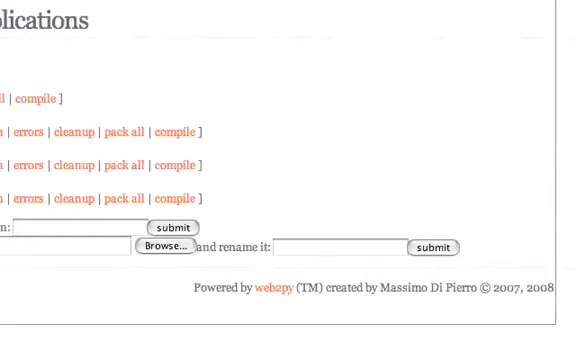 plications
ll | compile ]
n | errors | cleanup | pack all | compile ]
n | errors | cleanup | pack all | compile ]
n | errors | cleanup | pack all | compile ]
n: submit
Browse... and rename it: submit
Powered by web2py (TM) created by Massimo Di Pierro © 2007, 2008